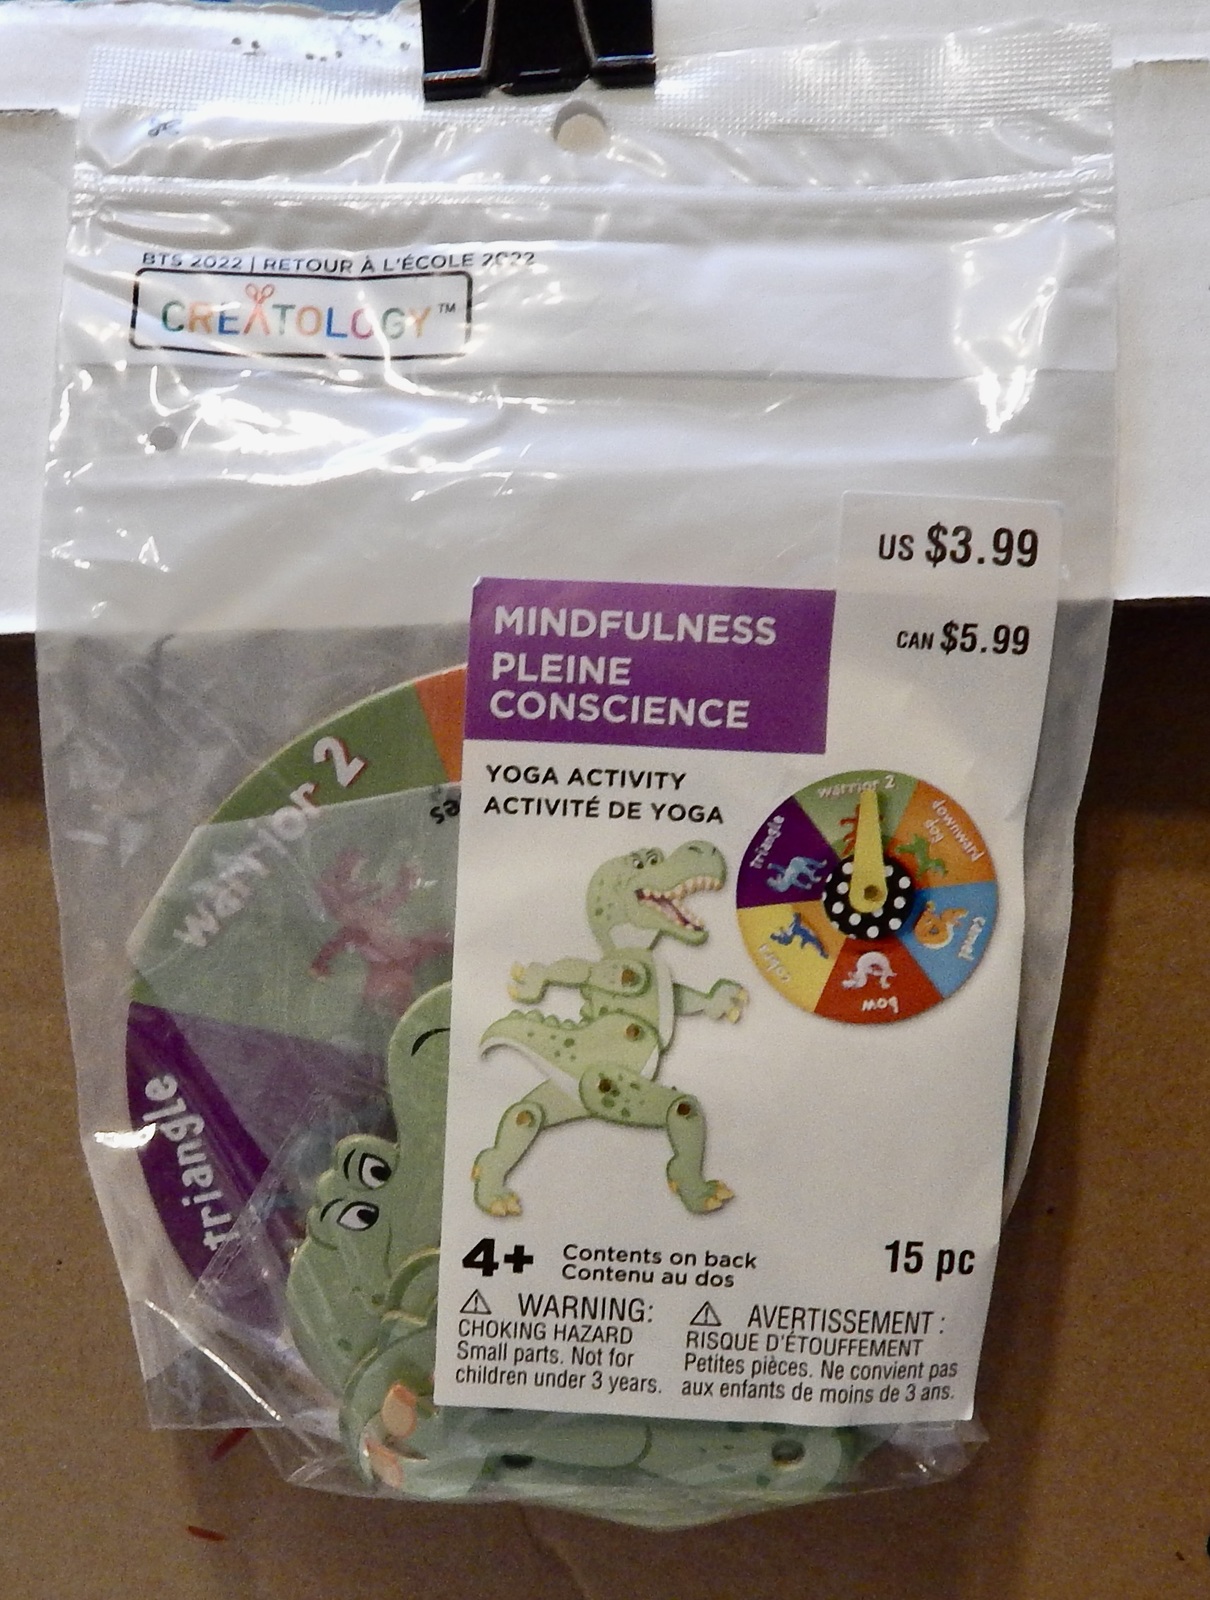 BTS 2022 | RETOUR À L'ÉCOLE 2022
CREATOLOGY™
US $3.99
CAN $5.99
MINDFULNESS
PLEINE
CONSCIENCE
YOGA ACTIVITY
ACTIVITÉ DE YOGA
warrior 2
downward
dog
camel
bow
cobra
triangle
warrior 2
es
triangle
4+
Contents on back
Contenu au dos
15 pc
⚠ WARNING:
CHOKING HAZARD
Small parts. Not for
children under 3 years.
⚠ AVERTISSEMENT :
RISQUE D'ÉTOUFFEMENT
Petites pièces. Ne convient pas
aux enfants de moins de 3 ans.